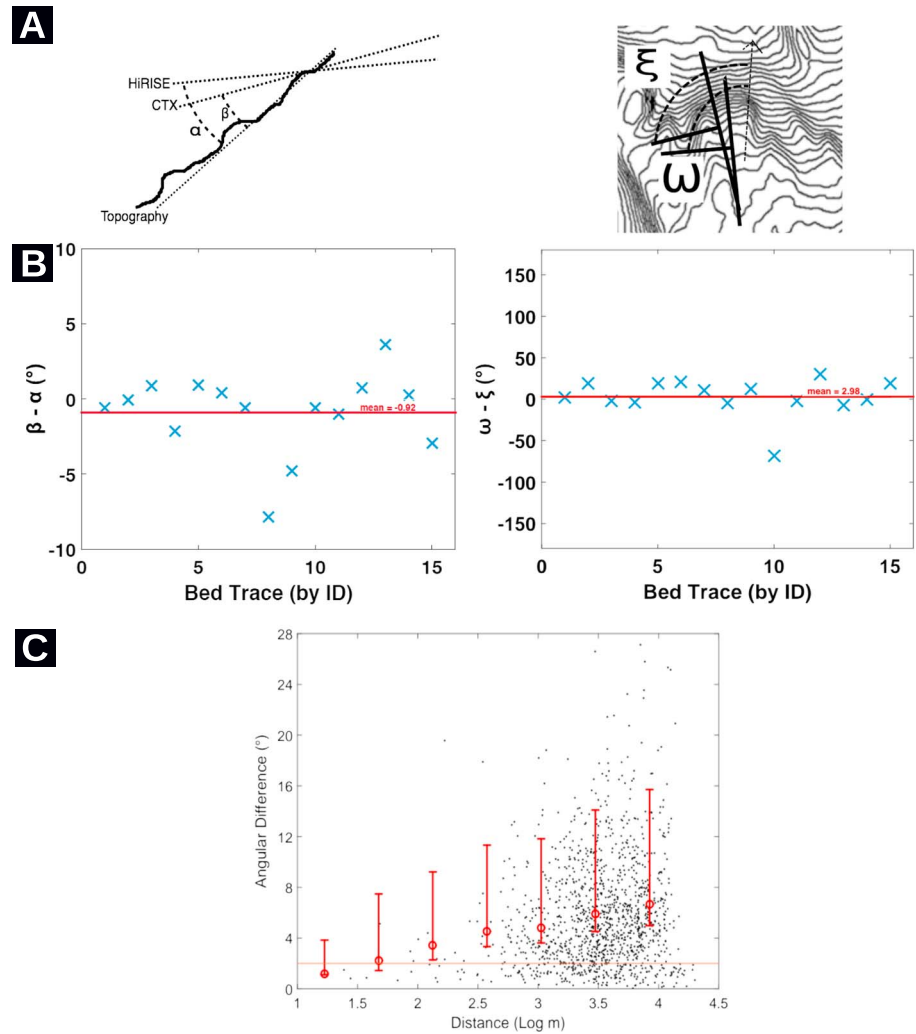 A
HiRISE
CTX
α
β
Topography
ξ
ω
B
10
5
0
-5
-10
β - α (°)
mean = -0.92
0 5 10 15
Bed Trace (by ID)
150
100
50
0
-50
-100
-150
ω - ξ (°)
mean = 2.98
0 5 10 15
Bed Trace (by ID)
C
28
24
20
16
12
8
4
0
Angular Difference (°)
1 1.5 2 2.5 3 3.5 4 4.5
Distance (Log m)